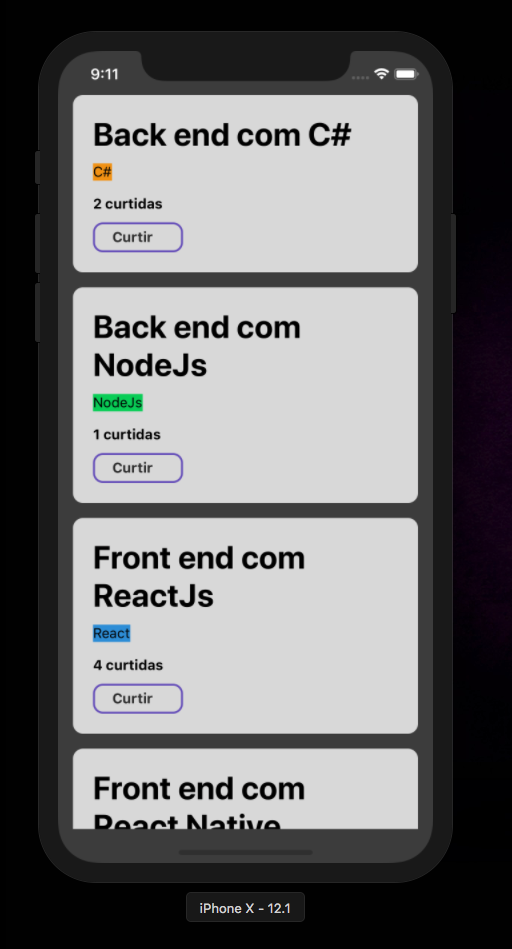 9:11
Back end com C#
C#
2 curtidas
Curtir
Back end com
NodeJs
NodeJs
1 curtidas
Curtir
Front end com
ReactJs
React
4 curtidas
Curtir
Front end com
React Native
iPhone X - 12.1